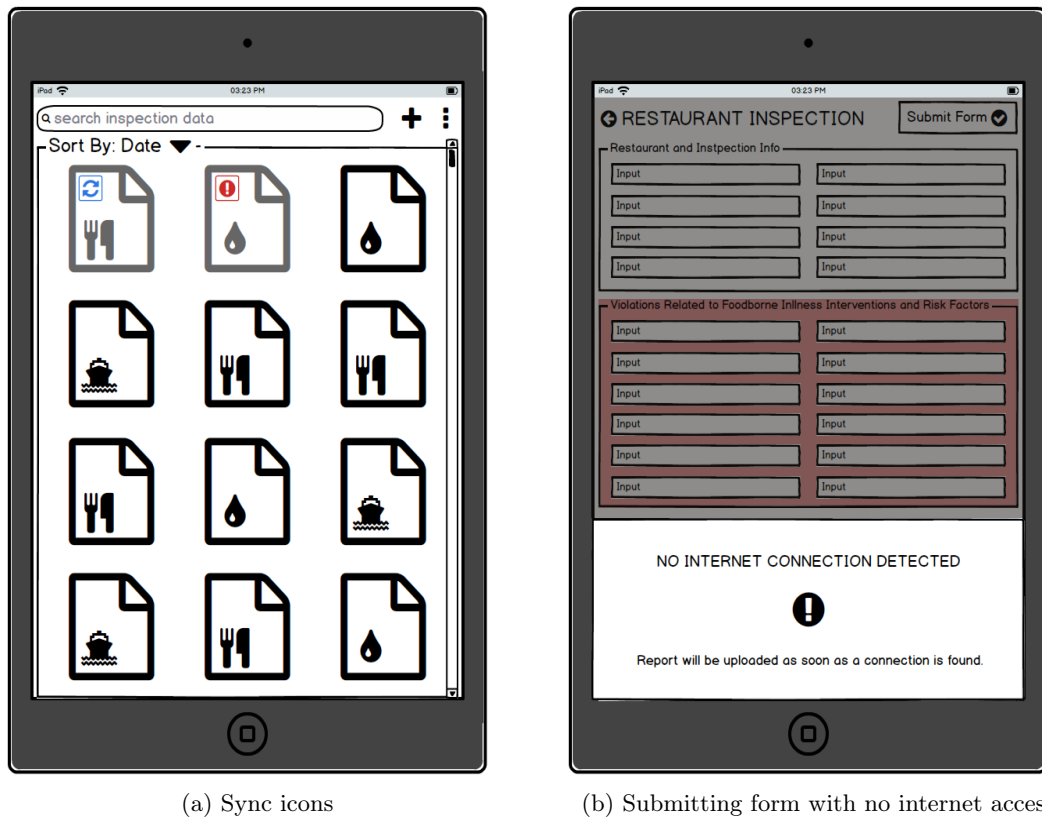 iPod 03:23 PM
search inspection data
Sort By: Date
iPod 03:23 PM
RESTAURANT INSPECTION Submit Form
Restaurant and Instpection Info
Input Input
Input Input
Input Input
Input Input
Violations Related to Foodborne Inllness Interventions and Risk Factors
Input Input
Input Input
Input Input
Input Input
Input Input
Input Input
NO INTERNET CONNECTION DETECTED
Report will be uploaded as soon as a connection is found.
(a) Sync icons
(b) Submitting form with no internet acces